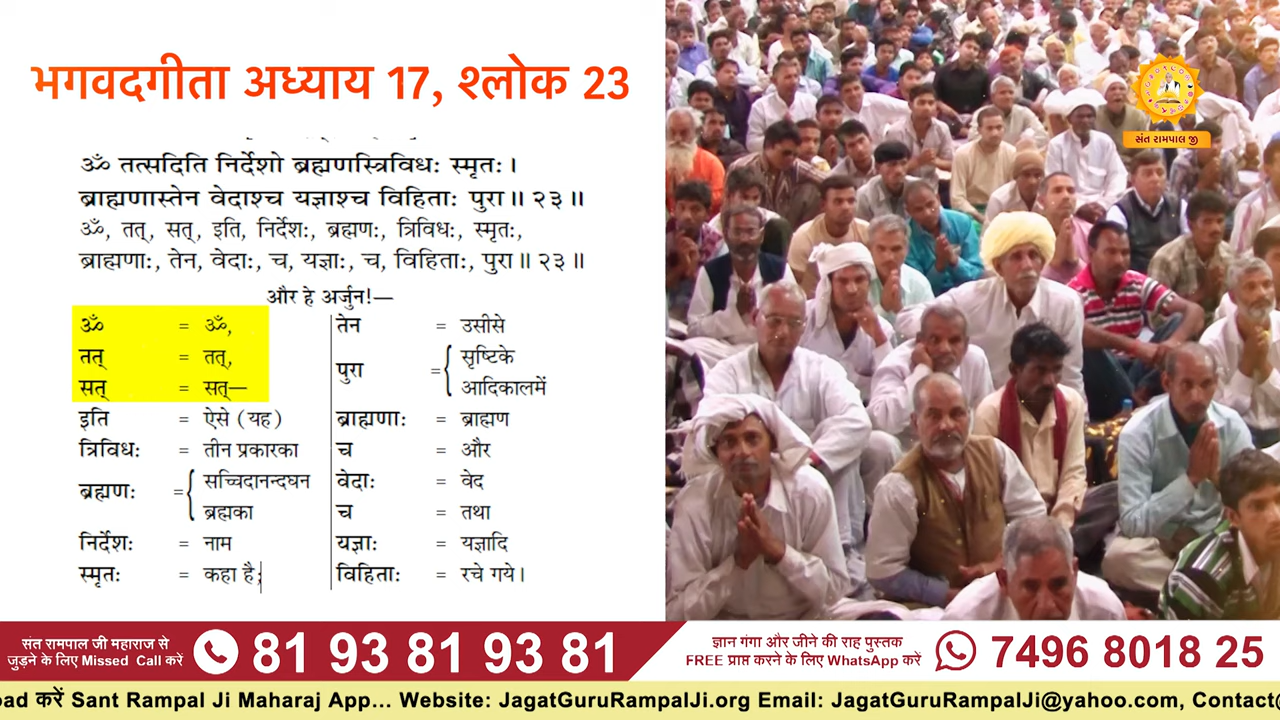 भगवदगीता अध्याय 17, श्लोक 23
ॐ तत्सदिति निर्देशो ब्रह्मणस्त्रिविधः स्मृतः।
ब्राह्मणास्तेन वेदाश्च यज्ञाश्च विहिताः पुरा॥ २३॥
ॐ, तत्, सत्, इति, निर्देशः, ब्रह्मणः, त्रिविधः, स्मृतः,
ब्राह्मणाः, तेन, वेदाः, च, यज्ञाः, च, विहिताः, पुरा॥ २३॥
और हे अर्जुन!—
ॐ = ॐ,
तत् = तत्,
सत् = सत्—
इति = ऐसे (यह)
त्रिविधः = तीन प्रकारका
ब्रह्मणः = { सच्चिदानन्दघन
ब्रह्मका
निर्देशः = नाम
स्मृतः = कहा है;
तेन = उसीसे
पुरा = { सृष्टिके
आदिकालमें
ब्राह्मणाः = ब्राह्मण
च = और
वेदाः = वेद
च = तथा
यज्ञाः = यज्ञादि
विहिताः = रचे गये।
સંત રામપાલ જી
संत रामपाल जी महाराज से
जुड़ने के लिए Missed Call करें
81 93 81 93 81
ज्ञान गंगा और जीने की राह पुस्तक
FREE प्राप्त करने के लिए WhatsApp करें
7496 8018 25
oad करें Sant Rampal Ji Maharaj App... Website: JagatGuruRampalJi.org Email: JagatGuruRampalJi@yahoo.com, Contact@